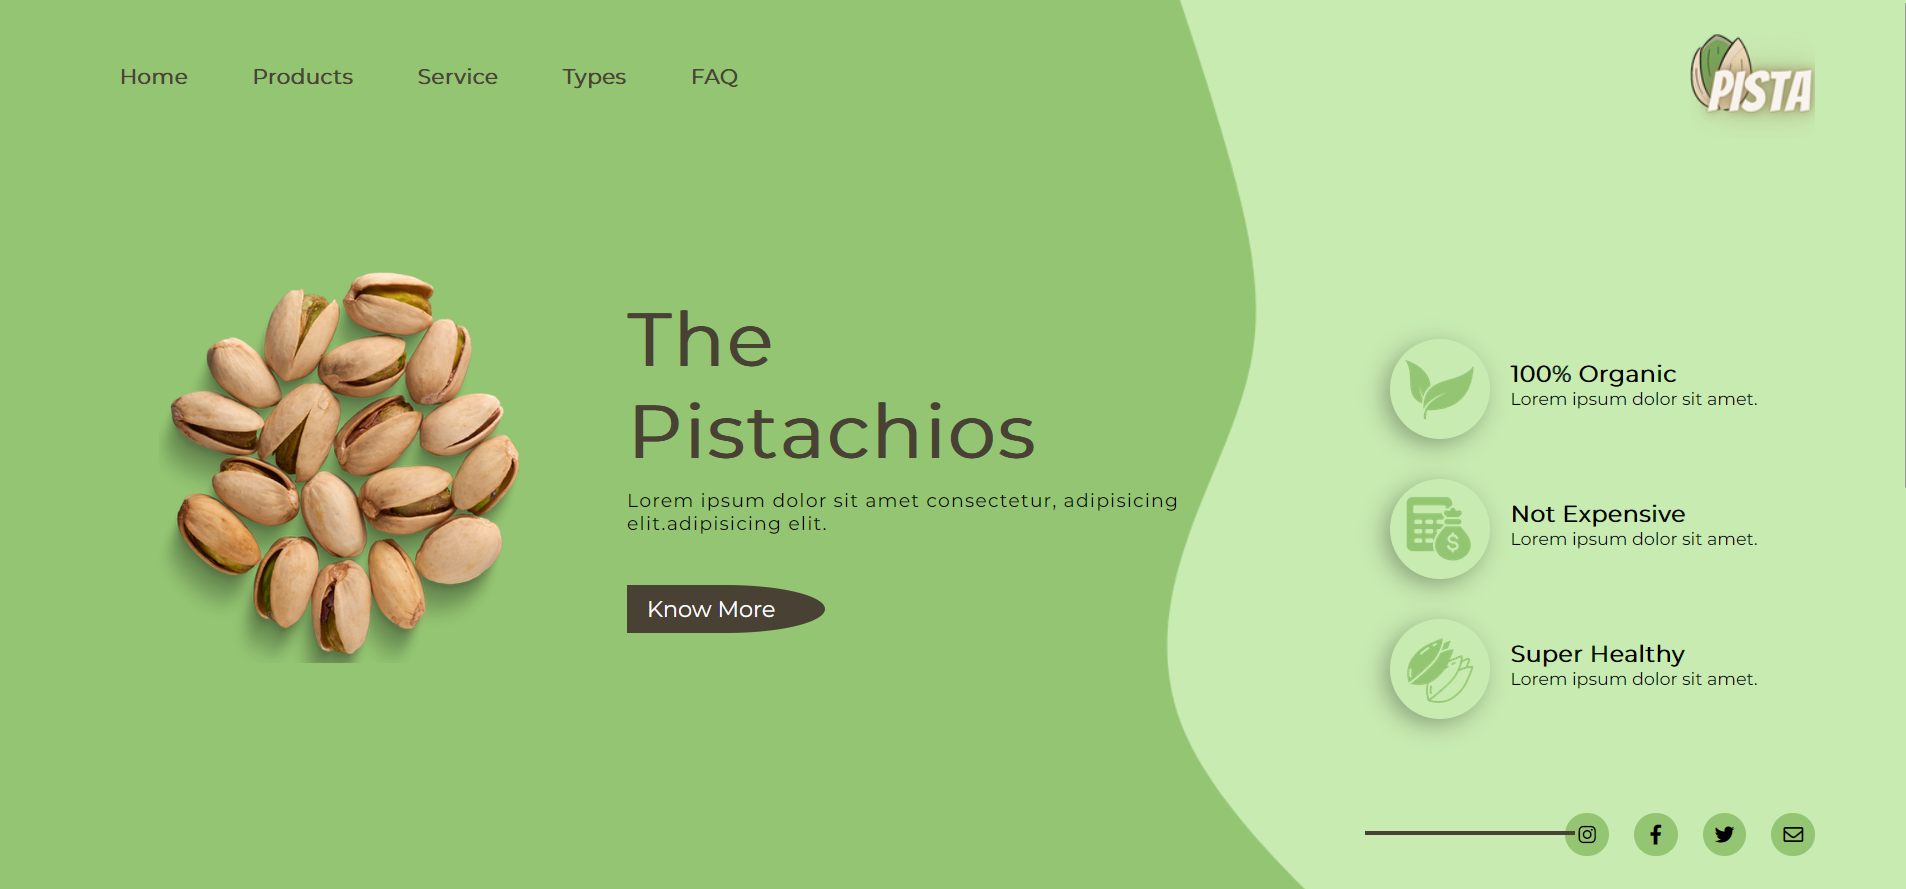 Home Products Service Types FAQ
PISTA
The
Pistachios
Lorem ipsum dolor sit amet consectetur, adipisicing
elit.adipisicing elit.
Know More
100% Organic
Lorem ipsum dolor sit amet.
Not Expensive
Lorem ipsum dolor sit amet.
$
Super Healthy
Lorem ipsum dolor sit amet.